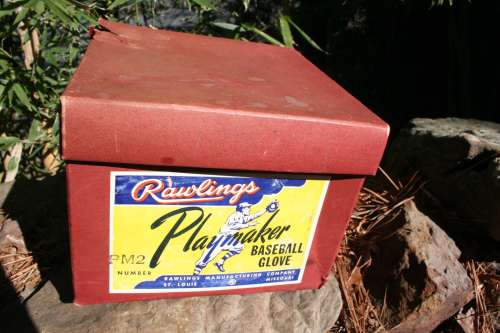 Rawlings
Playmaker
BASEBALL
GLOVE
PM2
NUMBER
RAWLINGS MANUFACTURING COMPANY
ST. LOUIS MISSOURI